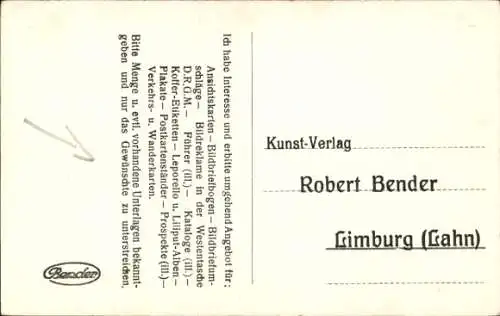 Ich habe Interesse und erbitte umgehend Angebot für:
Ansichtskarten — Bildbriefbogen — Bildbriefum-
schläge — Bildreklame in der Westentasche
D.R.G.M. — Führer (ill.) — Kataloge (ill.) —
Koffer-Etiketten — Leporello u. Liliput-Alben —
Plakate — Postkartenständer — Prospekte (ill.) —
Verkehrs- u. Wanderkarten.
Bitte Menge u. evtl. vorhandene Unterlagen bekannt-
geben und nur das Gewünschte zu unterstreichen.
Bender
Kunst-Verlag
Robert Bender
Limburg (Lahn)